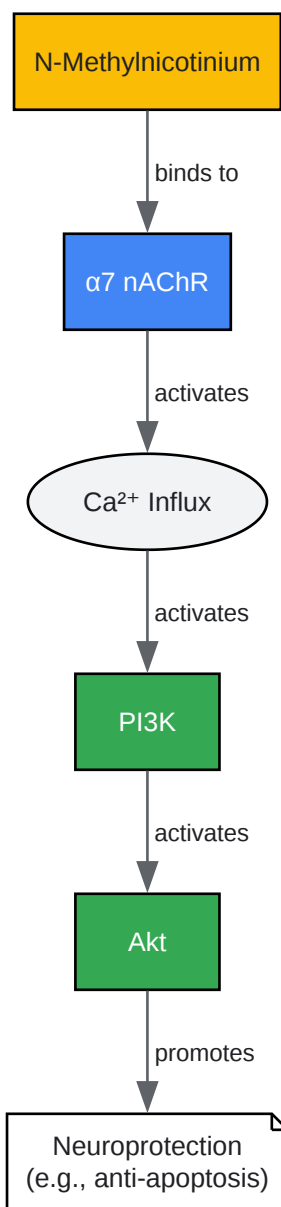 N-Methylnicotinium
binds to
α7 nAChR
activates
Ca²⁺ Influx
activates
PI3K
activates
Akt
promotes
Neuroprotection
(e.g., anti-apoptosis)